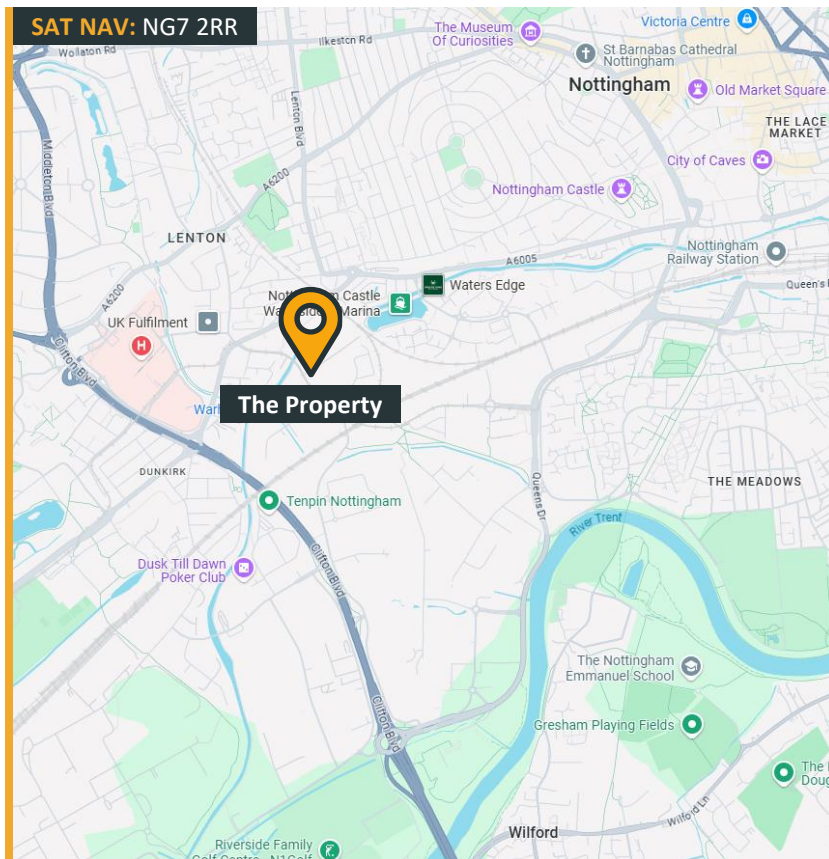 SAT NAV: NG7 2RR
Wollaton Rd
Ilkeston Rd
The Museum
Of Curiosities
Victoria Centre
St Barnabas Cathedral
Nottingham
Nottingham
Old Market Square
THE LACE
MARKET
Lenton Blvd
Middleton Blvd
City of Caves
A6200
Nottingham Castle
LENTON
Nottingham
Railway Station
A6005
Queen's
A6200
Waters Edge
Castle
Marina
UK Fulfilment
H
Clifton Blvd
The Property
DUNKIRK
THE MEADOWS
Queens Dr
Tenpin Nottingham
River Trent
Dusk Till Dawn
Poker Club
Clifton Blvd
The Nottingham
Emmanuel School
Clifton Blvd
Gresham Playing Fields
The
Doug
Wilford Ln
Wilford
Riverside Family